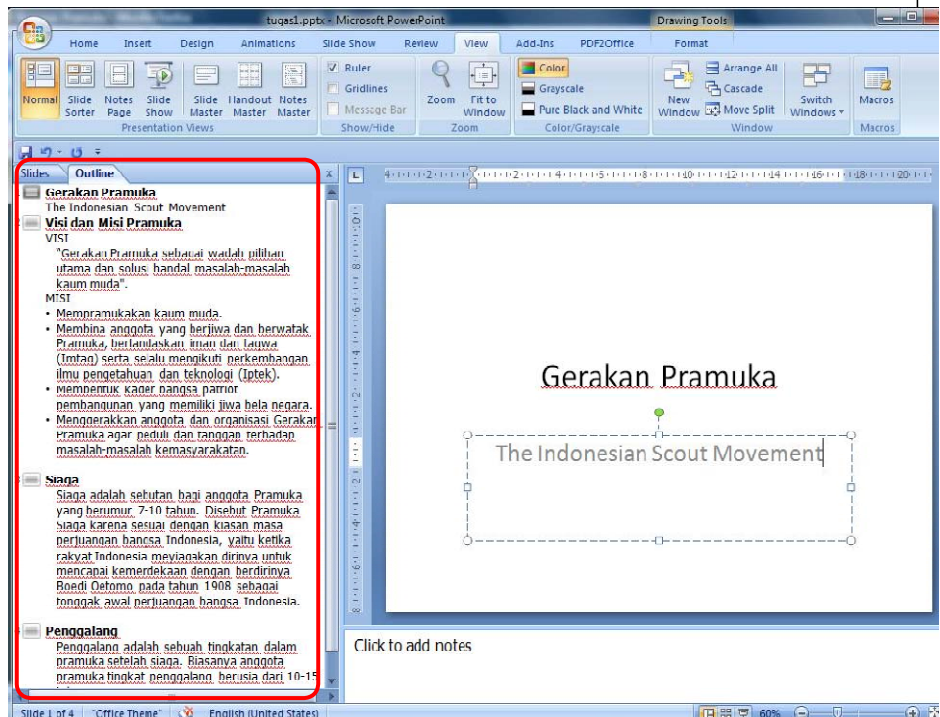 tugas1.pptx - Microsoft PowerPoint
Drawing Tools
Home Insert Design Animations Slide Show Review View Add-Ins PDF2Office Format
Normal
Slide Sorter
Notes Page
Slide Show
Slide Master
Handout Master
Notes Master
Presentation Views
Ruler
Gridlines
Message Bar
Show/Hide
Zoom
Fit to Window
Zoom
Color
Grayscale
Pure Black and White
Color/Grayscale
New Window
Arrange All
Cascade
Move Split
Switch Windows
Window
Macros
Macros
Slides Outline
Gerakan Pramuka
The Indonesian Scout Movement
Visi dan Misi Pramuka
VISI
"Gerakan Pramuka sebagai wadah pilihan
utama dan solusi handal masalah-masalah
kaum muda".
MISI
• Mempramukakan kaum muda.
• Membina anggota yang berjiwa dan berwatak
Pramuka, berlandaskan iman dan taqwa
(Imtaq) serta selalu mengikuti perkembangan
ilmu pengetahuan dan teknologi (Iptek).
• Membentuk kader bangsa patriot
pembangunan yang memiliki jiwa bela negara.
• Menggerakkan anggota dan organisasi Gerakan
Pramuka agar peduli dan tanggap terhadap
masalah-masalah kemasyarakatan.
Siaga
Siaga adalah sebutan bagi anggota Pramuka
yang berumur 7-10 tahun. Disebut Pramuka
Siaga karena sesuai dengan kiasan masa
perjuangan bangsa Indonesia, yaitu ketika
rakyat Indonesia meyiagakan dirinya untuk
mencapai kemerdekaan dengan berdirinya
Boedi Oetomo pada tahun 1908 sebagai
tonggak awal perjuangan bangsa Indonesia.
Penggalang
Penggalang adalah sebuah tingkatan dalam
pramuka setelah siaga. Biasanya anggota
pramuka tingkat penggalang berusia dari 10-15
Gerakan Pramuka
The Indonesian Scout Movement
Click to add notes
Slide 1 of 4 "Office Theme" English (United States) 60%